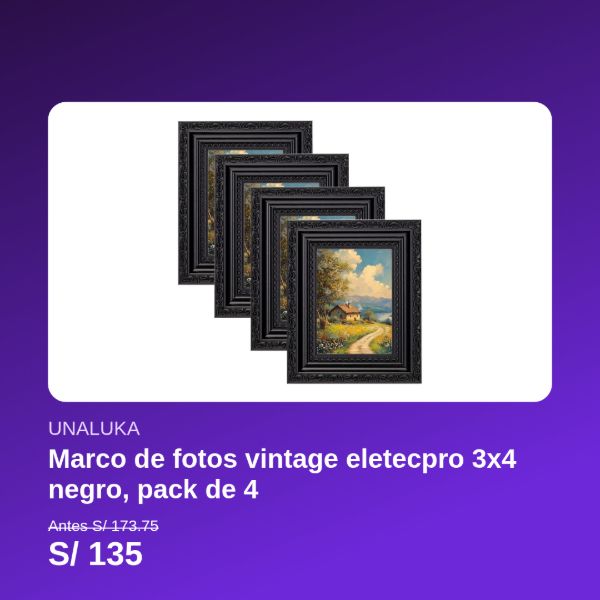 UNALUKA
Marco de fotos vintage eletecpro 3x4
negro, pack de 4
Antes S/ 173.75
S/ 135